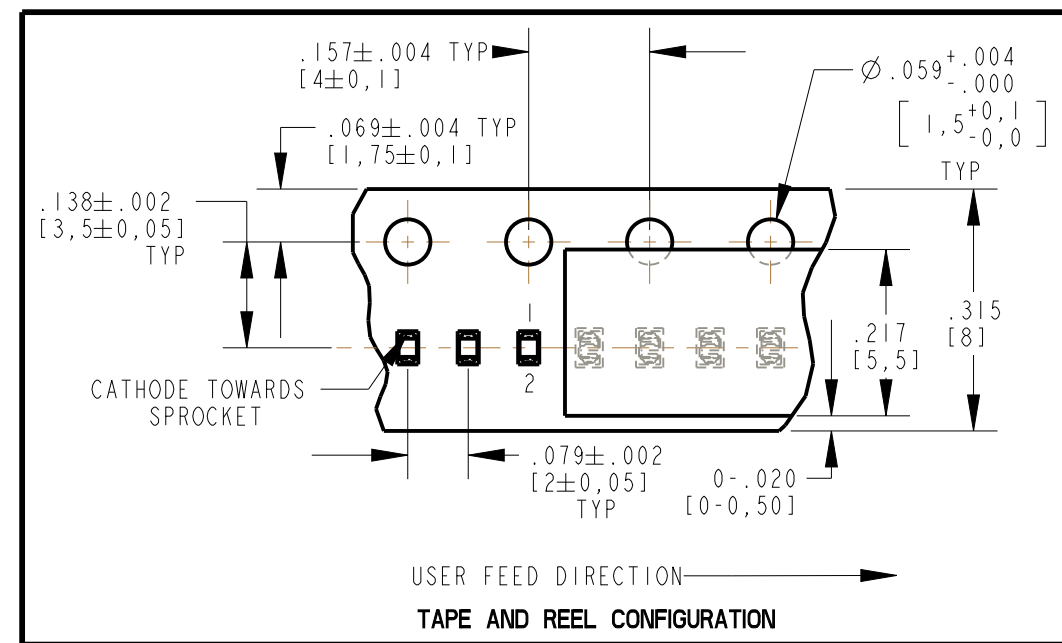 .157±.004 TYP
[4±0,1]
Ø.059 +.004
-.000
[1,5 +0,1
-0,0]
TYP
.069±.004 TYP
[1,75±0,1]
.138±.002
[3,5±0,05]
TYP
1
2
.315
[8]
.217
[5,5]
CATHODE TOWARDS
SPROCKET
.079±.002
[2±0,05]
TYP
0-.020
[0-0,50]
USER FEED DIRECTION
TAPE AND REEL CONFIGURATION